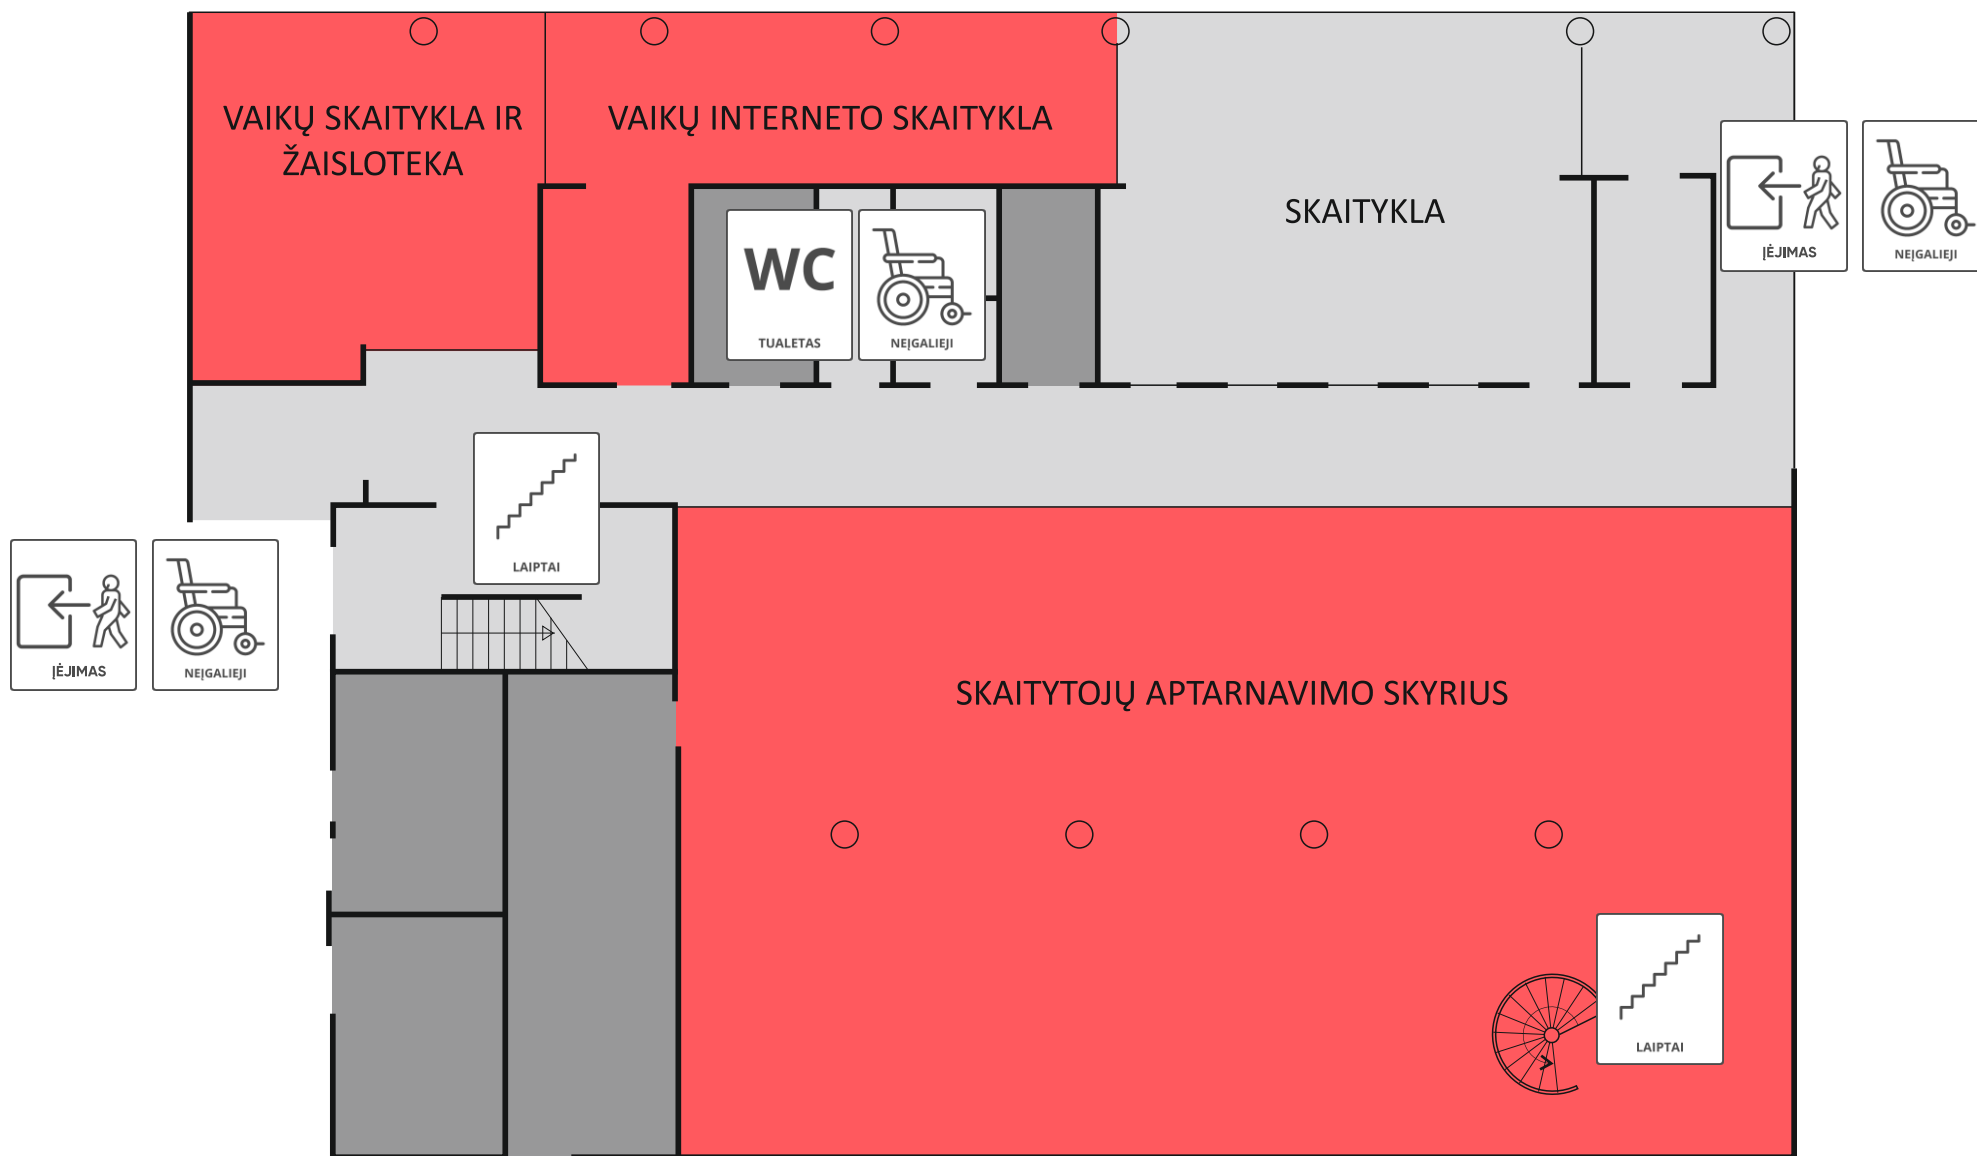 VAIKŲ SKAITYKLA IR
ŽAISLOTEKA
VAIKŲ INTERNETO SKAITYKLA
SKAITYKLA
ĮĖJIMAS
NEĮGALIEJI
WC
TUALETAS
NEĮGALIEJI
LAIPTAI
ĮĖJIMAS
NEĮGALIEJI
SKAITYTOJŲ APTARNAVIMO SKYRIUS
LAIPTAI